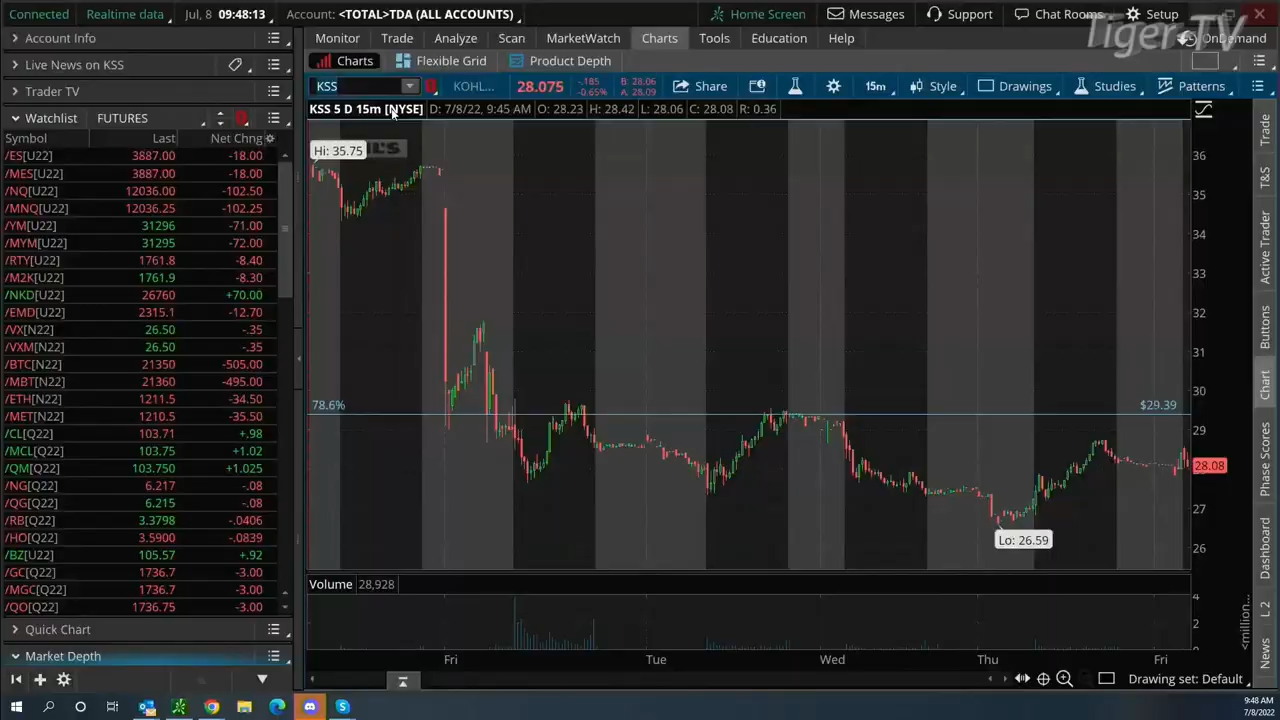 Connected Realtime data Jul, 8 09:48:13 Account: <TOTAL>TDA (ALL ACCOUNTS) Home Screen Messages Support Chat Rooms Setup
Tiger-TV
OnDemand
Account Info
Live News on KSS
Trader TV
Watchlist FUTURES
Symbol Last Net Chng
/ES[U22] 3887.00 -18.00
/MES[U22] 3887.00 -18.00
/NQ[U22] 12036.00 -102.50
/MNQ[U22] 12036.25 -102.25
/YM[U22] 31296 -71.00
/MYM[U22] 31295 -72.00
/RTY[U22] 1761.8 -8.40
/M2K[U22] 1761.9 -8.30
/NKD[U22] 26760 +70.00
/EMD[U22] 2315.1 -12.70
/VX[N22] 26.50 -.35
/VXM[N22] 26.50 -.35
/BTC[N22] 21350 -505.00
/MBT[N22] 21360 -495.00
/ETH[N22] 1211.5 -34.50
/MET[N22] 1210.5 -35.50
/CL[Q22] 103.71 +.98
/MCL[Q22] 103.75 +1.02
/QM[Q22] 103.750 +1.025
/NG[Q22] 6.217 -.08
/QG[Q22] 6.215 -.08
/RB[Q22] 3.3798 -.0406
/HO[Q22] 3.5900 -.0839
/BZ[U22] 105.57 +.92
/GC[Q22] 1736.7 -3.00
/MGC[Q22] 1736.7 -3.00
/QO[Q22] 1736.75 -3.00
Quick Chart
Market Depth
Monitor Trade Analyze Scan MarketWatch Charts Tools Education Help
Charts Flexible Grid Product Depth
KSS KOHL... 28.075 -.185 -0.65% B: 28.06 A: 28.09 Share 15m Style Drawings Studies Patterns
KSS 5 D 15m [NYSE] D: 7/8/22, 9:45 AM O: 28.23 H: 28.42 L: 28.06 C: 28.08 R: 0.36
Hi: 35.75
78.6%
$29.39
Lo: 26.59
36
35
34
33
32
31
30
29
28.08
27
26
Volume 28,928
4
2
0
<million...
Fri Tue Wed Thu Fri
Drawing set: Default
Trade
T&S
Active Trader
Buttons
Chart
Phase Scores
Dashboard
L 2
News
9:48 AM
7/8/2022